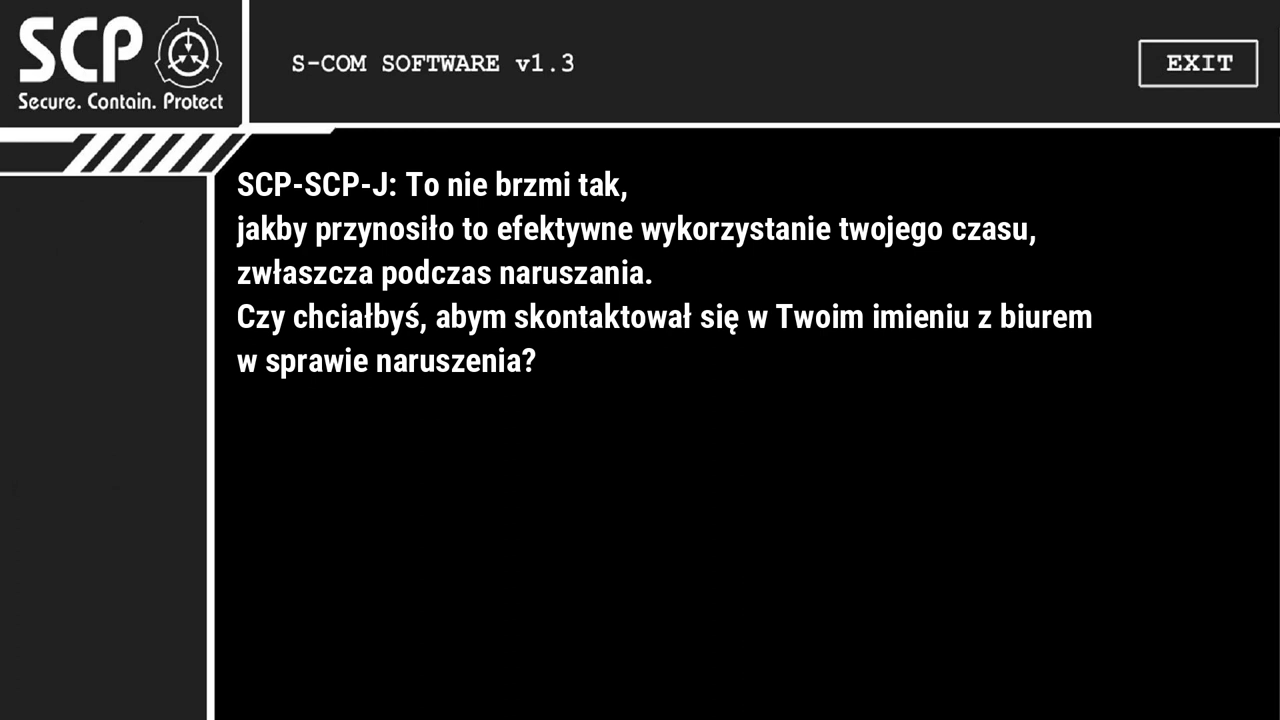 SCP
Secure. Contain. Protect
S-COM SOFTWARE v1.3
EXIT
SCP-SCP-J: To nie brzmi tak,
jakby przynosiło to efektywne wykorzystanie twojego czasu,
zwłaszcza podczas naruszania.
Czy chciałbyś, abym skontaktował się w Twoim imieniu z biurem
w sprawie naruszenia?